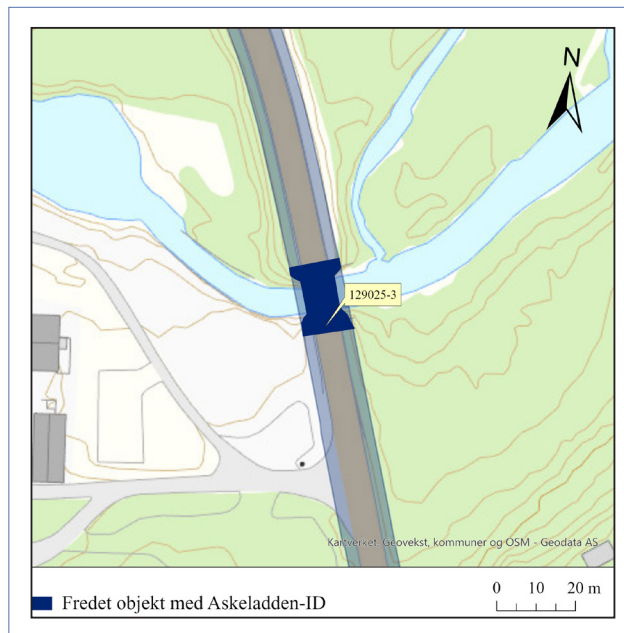 N
129025-3
Kartverket, Geovekst, kommuner og OSM - Geodata AS
Fredet objekt med Askeladden-ID
0 10 20 m